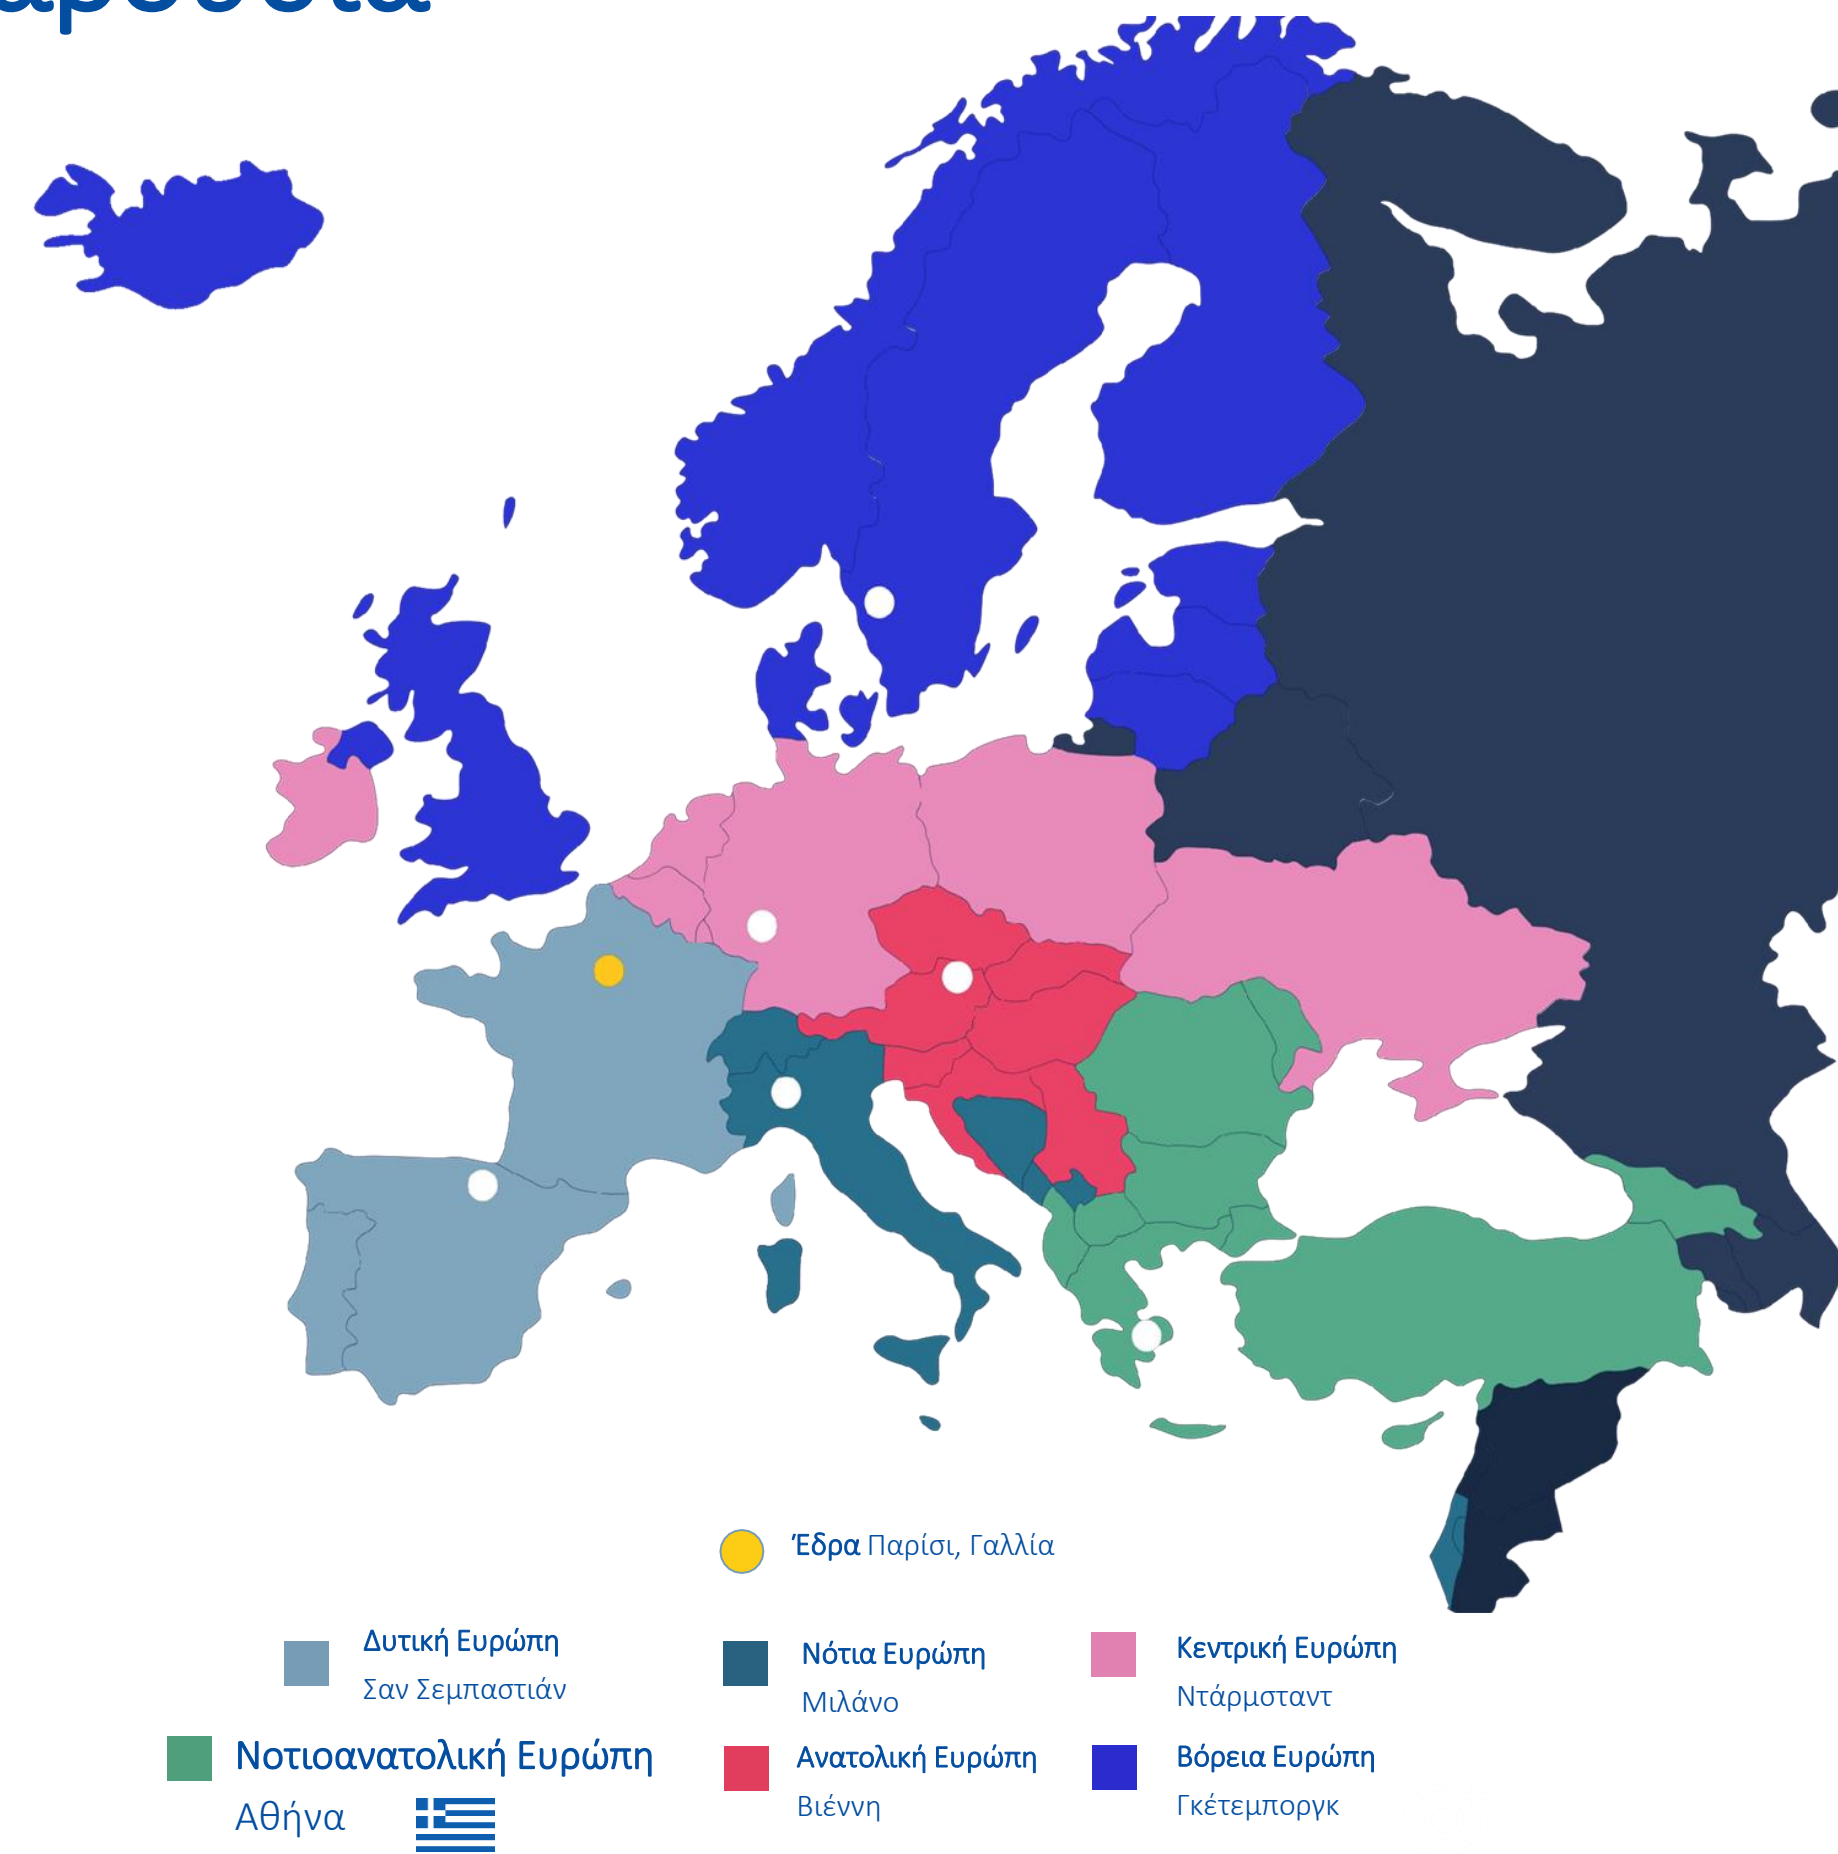 Έδρα Παρίσι, Γαλλία
Δυτική Ευρώπη
Σαν Σεμπαστιάν
Νότια Ευρώπη
Μιλάνο
Κεντρική Ευρώπη
Ντάρμσταντ
Νοτιοανατολική Ευρώπη
Αθήνα
Ανατολική Ευρώπη
Βιέννη
Βόρεια Ευρώπη
Γκέτεμποργκ